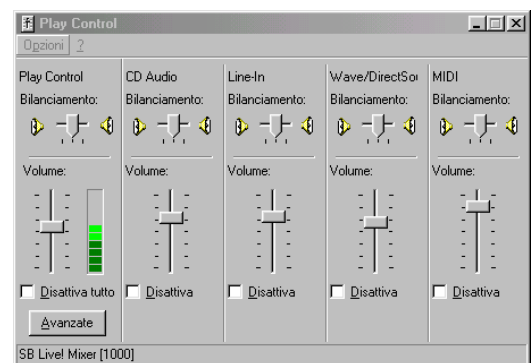 Play Control
Opzioni ?
Play Control CD Audio Line-In Wave/DirectSou MIDI
Bilanciamento: Bilanciamento: Bilanciamento: Bilanciamento: Bilanciamento:
Volume: Volume: Volume: Volume: Volume:
Disattiva tutto Disattiva Disattiva Disattiva Disattiva
Avanzate
SB Live! Mixer [1000]